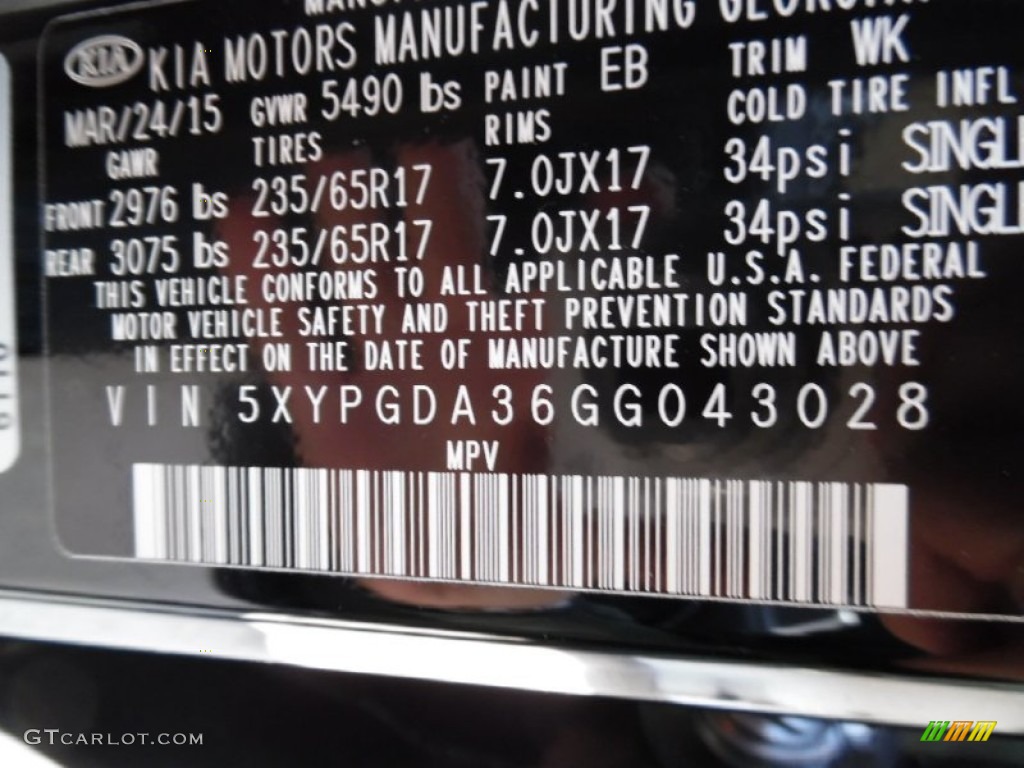 KIA KIA MOTORS MANUFACTURING
MAR/24/15 GVWR 5490 lbs PAINT EB TRIM WK
GAWR TIRES RIMS COLD TIRE INFL
FRONT 2976 lbs 235/65R17 7.0JX17 34psi SINGL
REAR 3075 lbs 235/65R17 7.0JX17 34psi SINGL
THIS VEHICLE CONFORMS TO ALL APPLICABLE U.S.A. FEDERAL
MOTOR VEHICLE SAFETY AND THEFT PREVENTION STANDARDS
IN EFFECT ON THE DATE OF MANUFACTURE SHOWN ABOVE
VIN 5XYPGDA36GG043028
MPV
GTCARLOT.COM